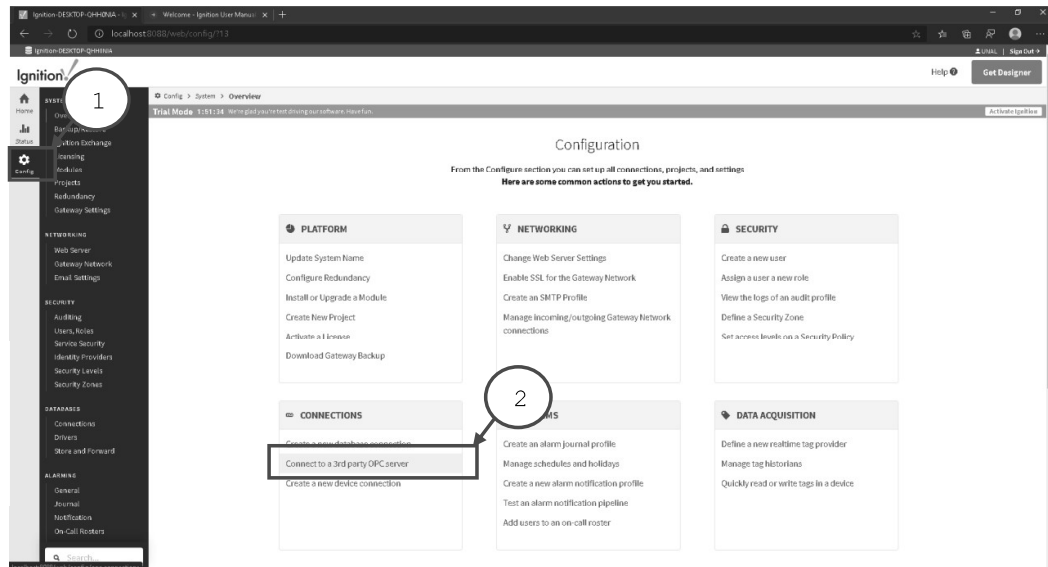 Ignition-DESKTOP-QHH0NIA - I
Welcome - Ignition User Manual
localhost:8088/web/config/?13
Ignition-DESKTOP-QHH0NIA
UNAL | Sign Out
Ignition
Help
Get Designer
1
Home
Status
Config
Overview
Backup/Restore
Ignition Exchange
Licensing
Modules
Projects
Redundancy
Gateway Settings
NETWORKING
Web Server
Gateway Network
Email Settings
SECURITY
Auditing
Users, Roles
Service Security
Identity Providers
Security Levels
Security Zones
DATABASES
Connections
Drivers
Store and Forward
ALARMING
General
Journal
Notification
On-Call Rosters
Search...
Config > System > Overview
Trial Mode 1:51:34 We're glad you're test driving our software. Have fun.
Activate Ignition
Configuration
From the Configure section you can set up all connections, projects, and settings
Here are some common actions to get you started.
PLATFORM
Update System Name
Configure Redundancy
Install or Upgrade a Module
Create New Project
Activate a License
Download Gateway Backup
NETWORKING
Change Web Server Settings
Enable SSL for the Gateway Network
Create an SMTP Profile
Manage incoming/outgoing Gateway Network
connections
SECURITY
Create a new user
Assign a user a new role
View the logs of an audit profile
Define a Security Zone
Set access levels on a Security Policy
CONNECTIONS
Create a new database connection
Connect to a 3rd party OPC server
Create a new device connection
2
MS
Create an alarm journal profile
Manage schedules and holidays
Create a new alarm notification profile
Test an alarm notification pipeline
Add users to an on-call roster
DATA ACQUISITION
Define a new realtime tag provider
Manage tag historians
Quickly read or write tags in a device